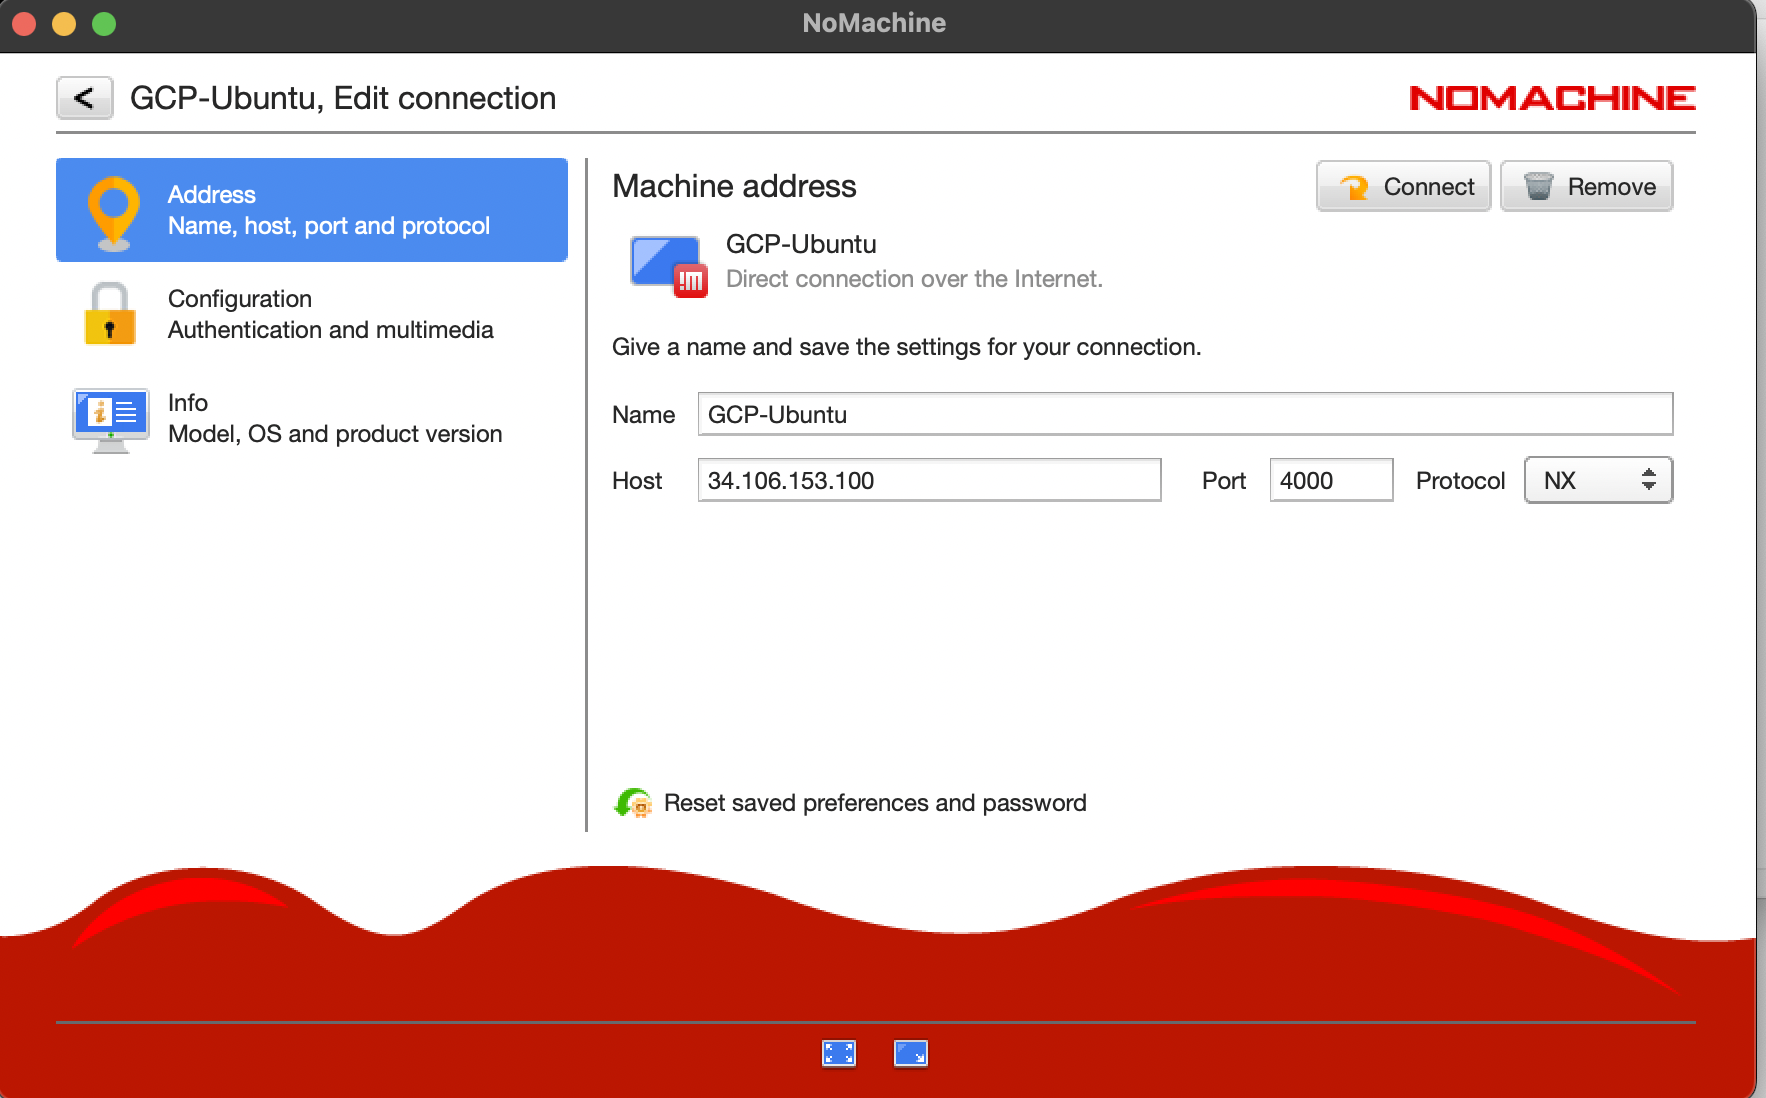 NoMachine
<
GCP-Ubuntu, Edit connection
NOMACHINE
Address
Name, host, port and protocol
Configuration
Authentication and multimedia
Info
Model, OS and product version
Machine address
Connect
Remove
!M
GCP-Ubuntu
Direct connection over the Internet.
Give a name and save the settings for your connection.
Name
GCP-Ubuntu
Host
34.106.153.100
Port
4000
Protocol
NX
Reset saved preferences and password